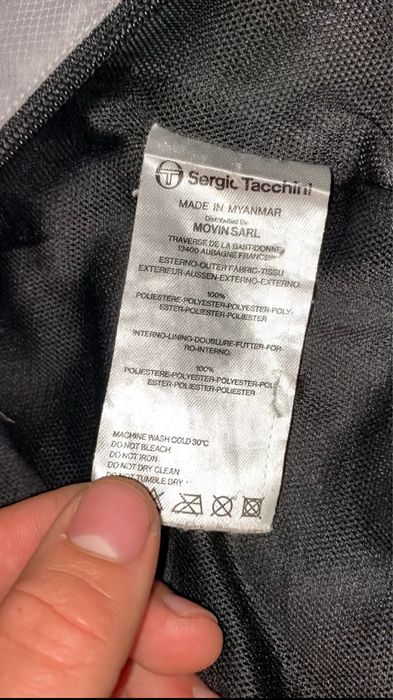 Sergio Tacchini
MADE IN MYANMAR
Distributed by
MOVIN SARL
TRAVERSE DE LA BASTIDONNE
13400 AUBAGNE FRANCE
ESTERNO-OUTER FABRIC-TISSU
EXTERIEUR-AUSSEN-EXTERNO-EXTERNO
100%
POLIESTERE-POLYESTER-POLYESTER-POLY-
ESTER-POLIESTER-POLIESTER
INTERNO-LINING-DOUBLURE-FUTTER-FOR-
RO-INTERNO
100%
POLIESTERE-POLYESTER-POLYESTER-POLY
ESTER-POLIESTER-POLIESTER
MACHINE WASH COLD 30°C
DO NOT BLEACH
DO NOT IRON
DO NOT DRY CLEAN
DO NOT TUMBLE DRY